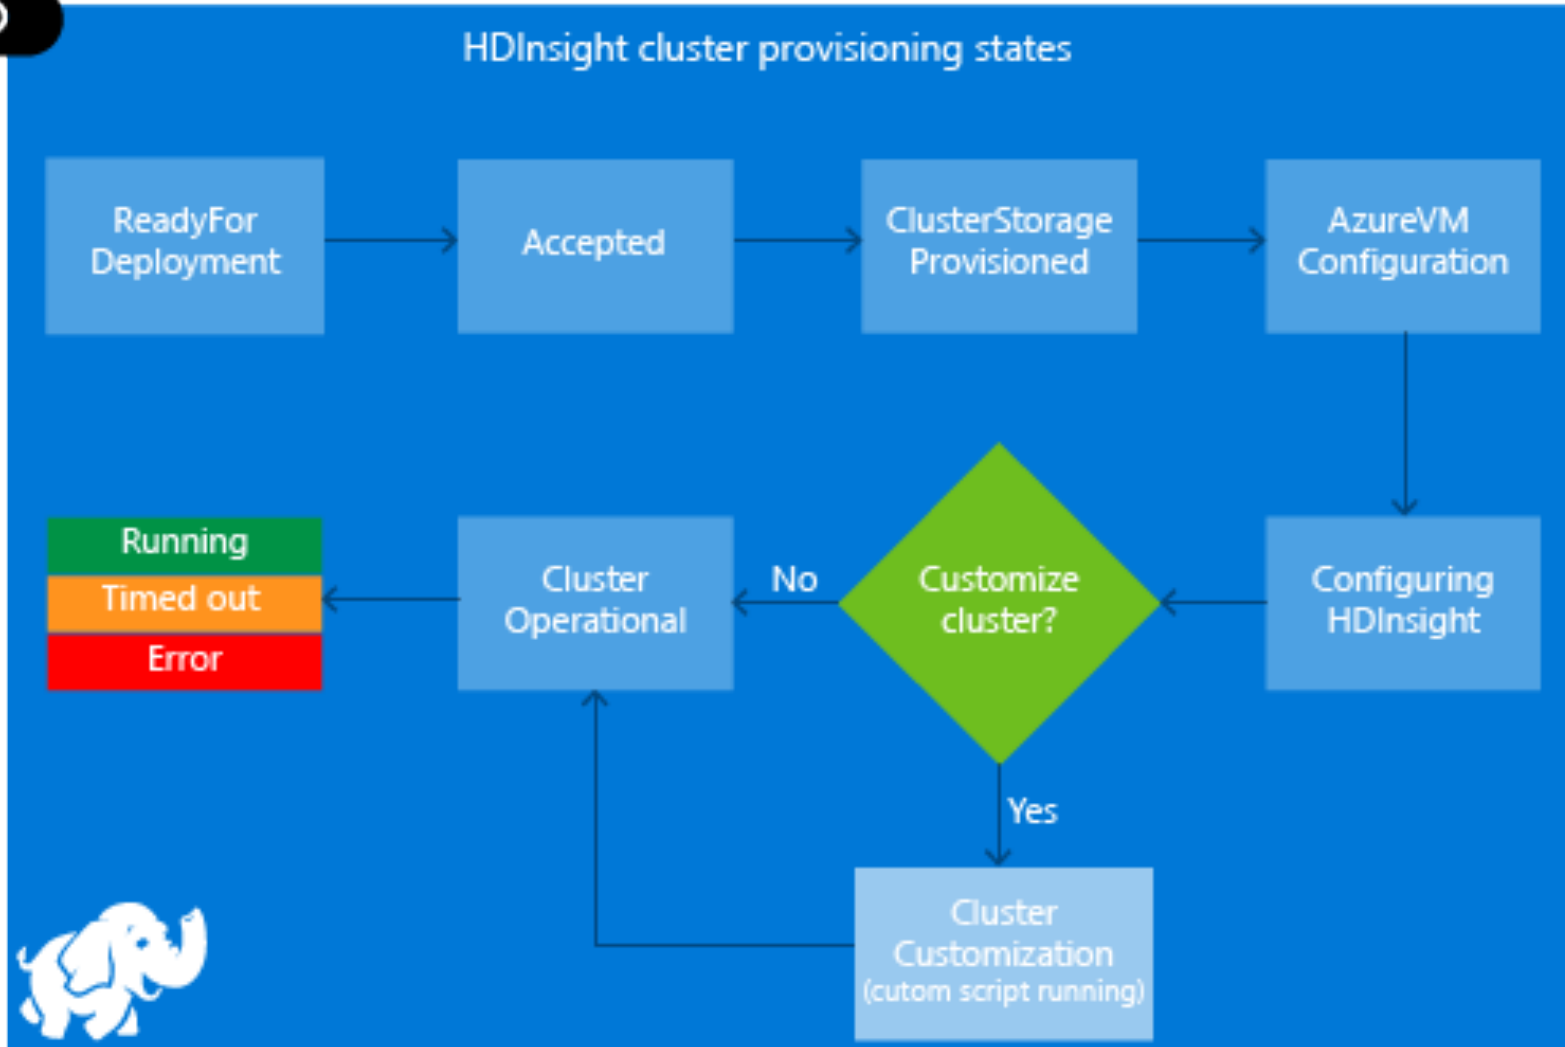 HDInsight cluster provisioning states
ReadyFor
Deployment
Accepted
ClusterStorage
Provisioned
AzureVM
Configuration
Configuring
HDInsight
Customize
cluster?
No
Yes
Cluster
Customization
(cutom script running)
Cluster
Operational
Running
Timed out
Error